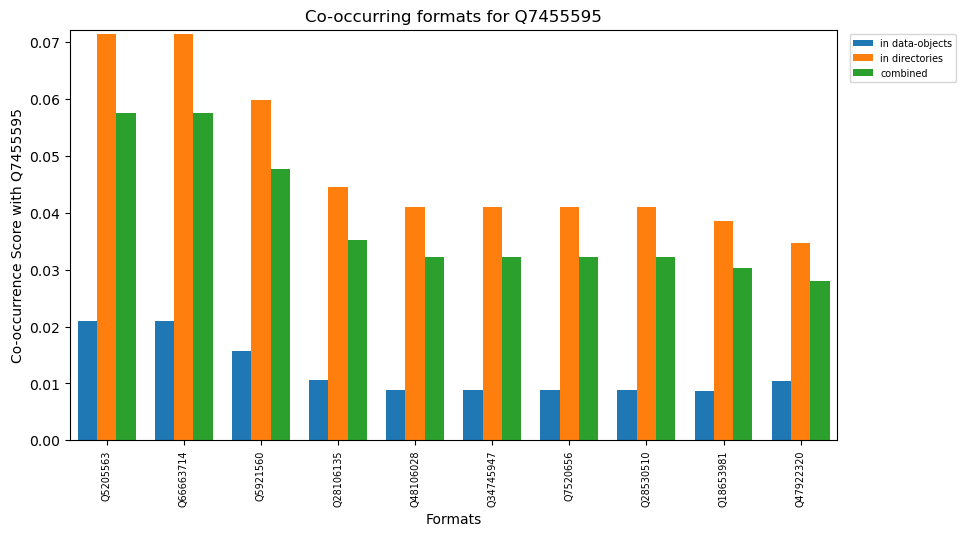 Co-occurring formats for Q7455595
Co-occurrence Score with Q7455595
0.07
0.06
0.05
0.04
0.03
0.02
0.01
0.00
in data-objects
in directories
combined
Q5205563
Q66663714
Q5921560
Q28106135
Q48106028
Q34745947
Q7520656
Q28530510
Q18653981
Q47922320
Formats